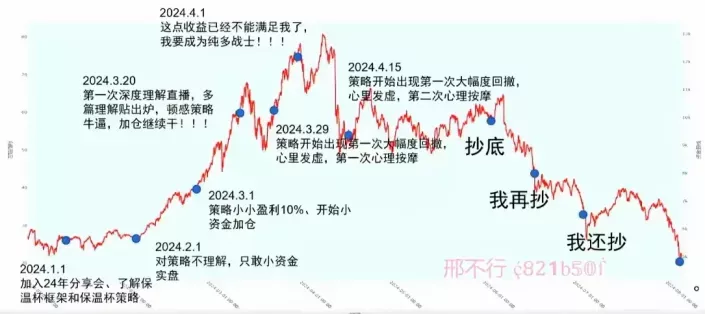 2024.4.1
这点收益已经不能满足我了，
我要成为纯多战士！！！
2024.3.20
第一次深度理解直播，多
篇理解贴出炉，顿感策略
牛逼，加仓继续干！！！
2024.4.15
策略开始出现第一次大幅度回撤，
心里发虚，第二次心理按摩
2024.3.29
策略开始出现第一次大幅度回撤，
心里发虚，第一次心理按摩
抄底
我再抄
我还抄
2024.3.1
策略小小盈利10%、开始小
资金加仓
2024.2.1
对策略不理解，只敢小资金
实盘
2024.1.1
加入24年分享会、了解保
温杯框架和保温杯策略
邢不行